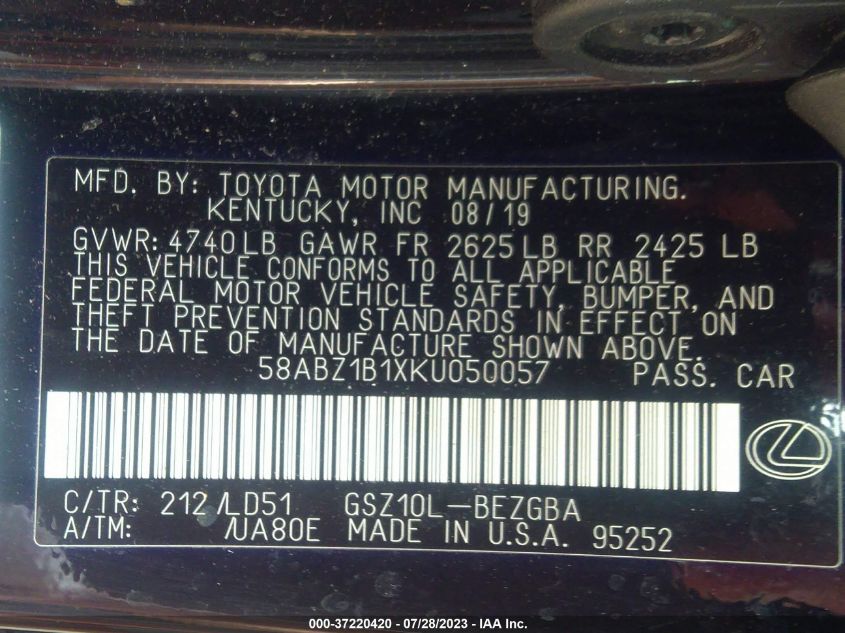 MFD. BY: TOYOTA MOTOR MANUFACTURING.
KENTUCKY, INC 08/19
GVWR: 4740LB GAWR FR 2625LB RR 2425 LB
THIS VEHICLE CONFORMS TO ALL APPLICABLE
FEDERAL MOTOR VEHICLE SAFETY, BUMPER, AND
THEFT PREVENTION STANDARDS IN EFFECT ON
THE DATE OF MANUFACTURE SHOWN ABOVE.
58ABZ1B1XKU050057 PASS. CAR
C/TR: 212/LD51 GSZ10L-BEZGBA
A/TM: /UA80E MADE IN U.S.A. 95252
000-37220420 - 07/28/2023 - IAA Inc.